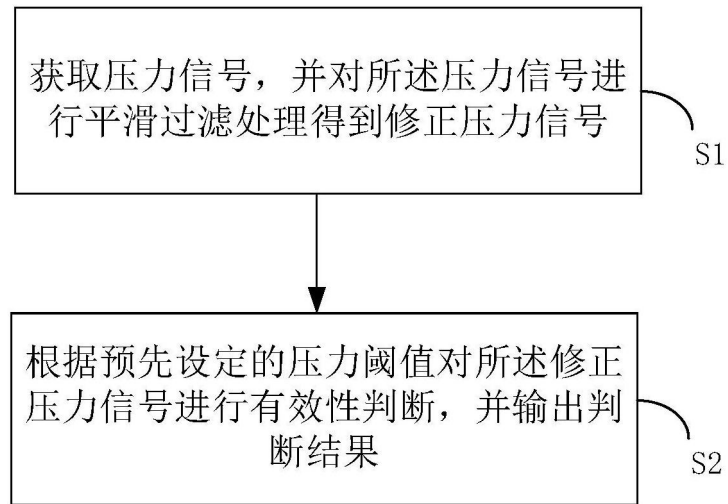 获取压力信号，并对所述压力信号进
行平滑过滤处理得到修正压力信号
S1
根据预先设定的压力阈值对所述修正
压力信号进行有效性判断，并输出判
断结果
S2